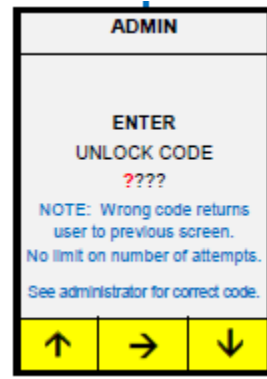 ADMIN
ENTER
UNLOCK CODE
????
NOTE: Wrong code returns
user to previous screen.
No limit on number of attempts.
See administrator for correct code.